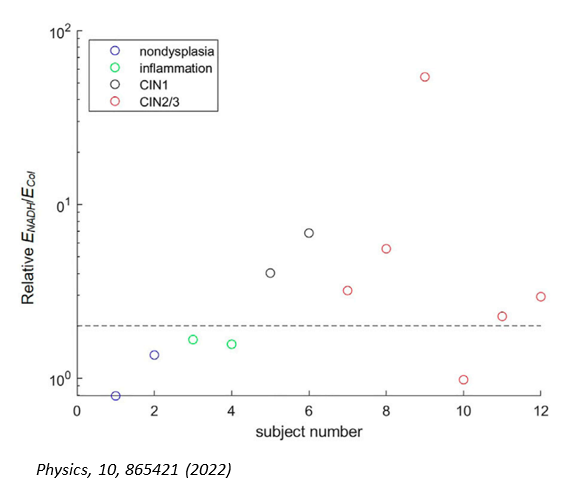 10²
nondysplasia
inflammation
CIN1
CIN2/3
10¹
10⁰
Relative E_NADH/E_Col
0 2 4 6 8 10 12
subject number
Physics, 10, 865421 (2022)